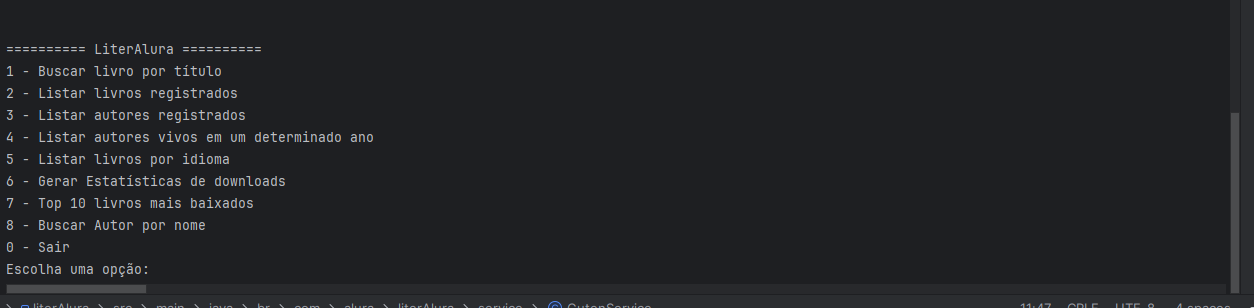 ========== LiterAlura ==========
1 - Buscar livro por título
2 - Listar livros registrados
3 - Listar autores registrados
4 - Listar autores vivos em um determinado ano
5 - Listar livros por idioma
6 - Gerar Estatísticas de downloads
7 - Top 10 livros mais baixados
8 - Buscar Autor por nome
0 - Sair
Escolha uma opção:
literAlura > src > main > java > br > com > alura > literAlura > service > GutenService 11:47 CRLF UTF-8 4 spaces